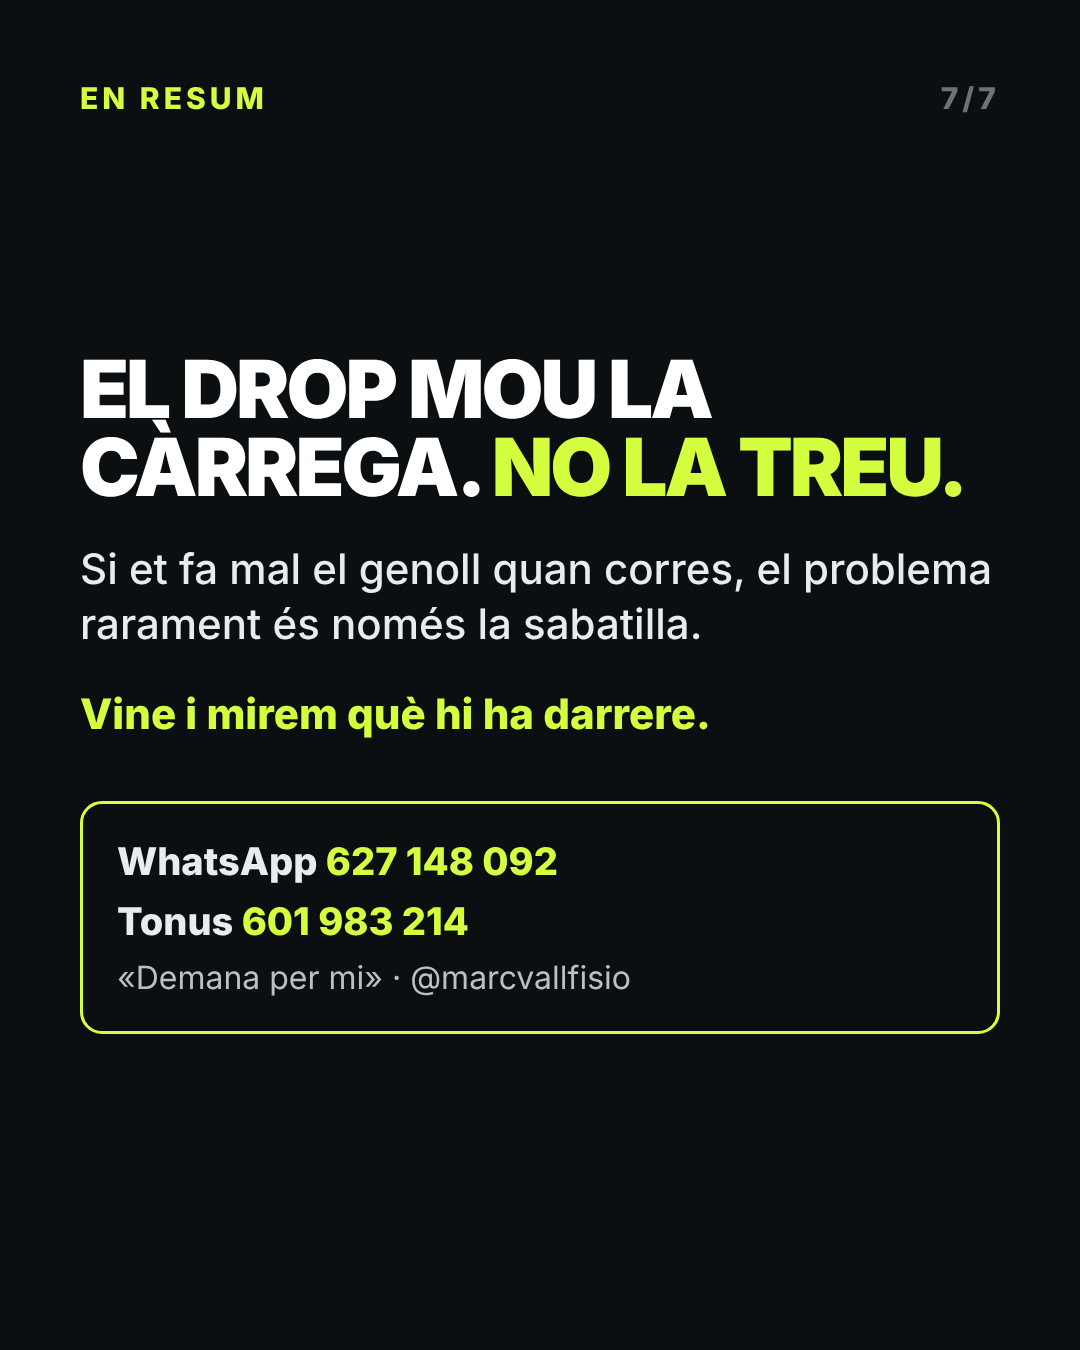 EN RESUM
7/7
EL DROP MOU LA
CÀRREGA. NO LA TREU.
Si et fa mal el genoll quan corres, el problema
rarament és només la sabatilla.
Vine i mirem què hi ha darrere.
WhatsApp 627 148 092
Tonus 601 983 214
«Demana per mi» · @marcvallfisio